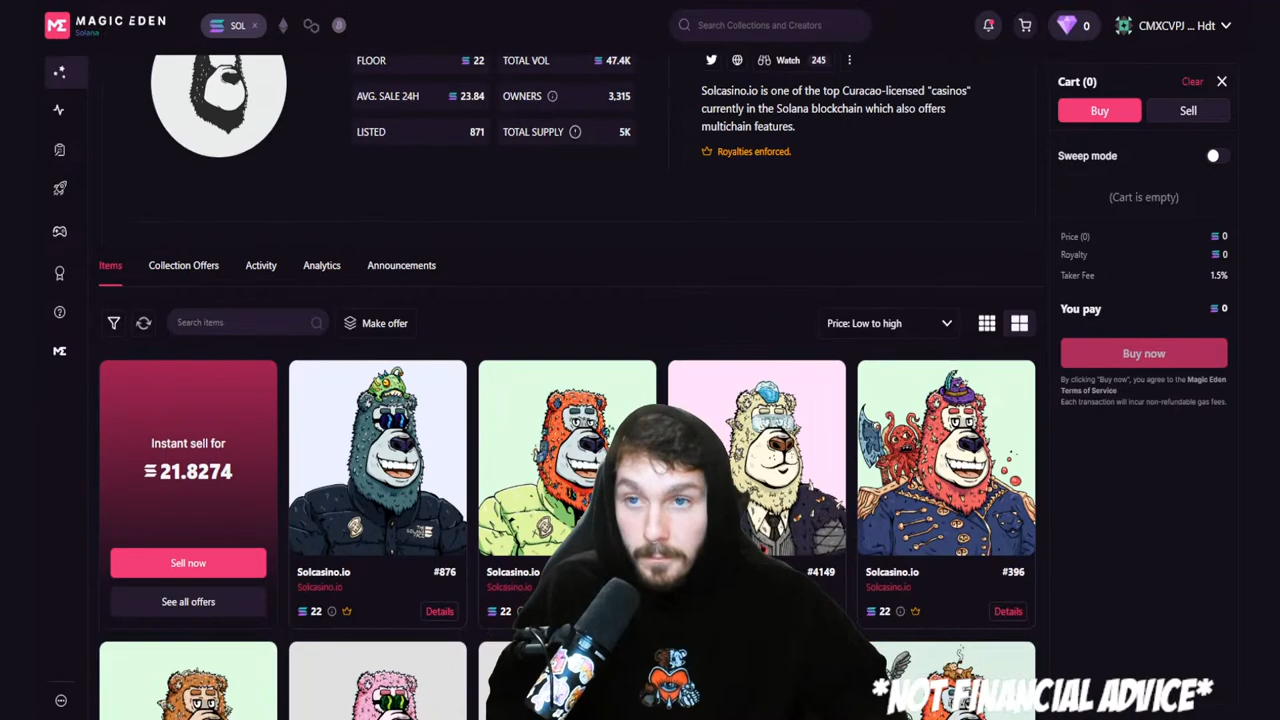 MAGIC EDEN
Solana
SOL ×
Search Collections and Creators
0
CMXCVPJ ... Hdt
FLOOR 22
TOTAL VOL 47.4K
AVG. SALE 24H 23.84
OWNERS 3,315
LISTED 871
TOTAL SUPPLY 5K
Watch 245
Solcasino.io is one of the top Curacao-licensed "casinos"
currently in the Solana blockchain which also offers
multichain features.
Royalties enforced.
Cart (0)
Clear
Buy
Sell
Sweep mode
(Cart is empty)
Price (0) 0
Royalty 0
Taker Fee 1.5%
You pay 0
Buy now
By clicking "Buy now", you agree to the Magic Eden
Terms of Service
Each transaction will incur non-refundable gas fees.
Items
Collection Offers
Activity
Analytics
Announcements
Search items
Make offer
Price: Low to high
Instant sell for
21.8274
Sell now
See all offers
Solcasino.io #876
Solcasino.io
22
Details
Solcasino.io
Solcasino.io
22
#4149
Solcasino.io #396
Solcasino.io
22
Details
*NOT FINANCIAL ADVICE*